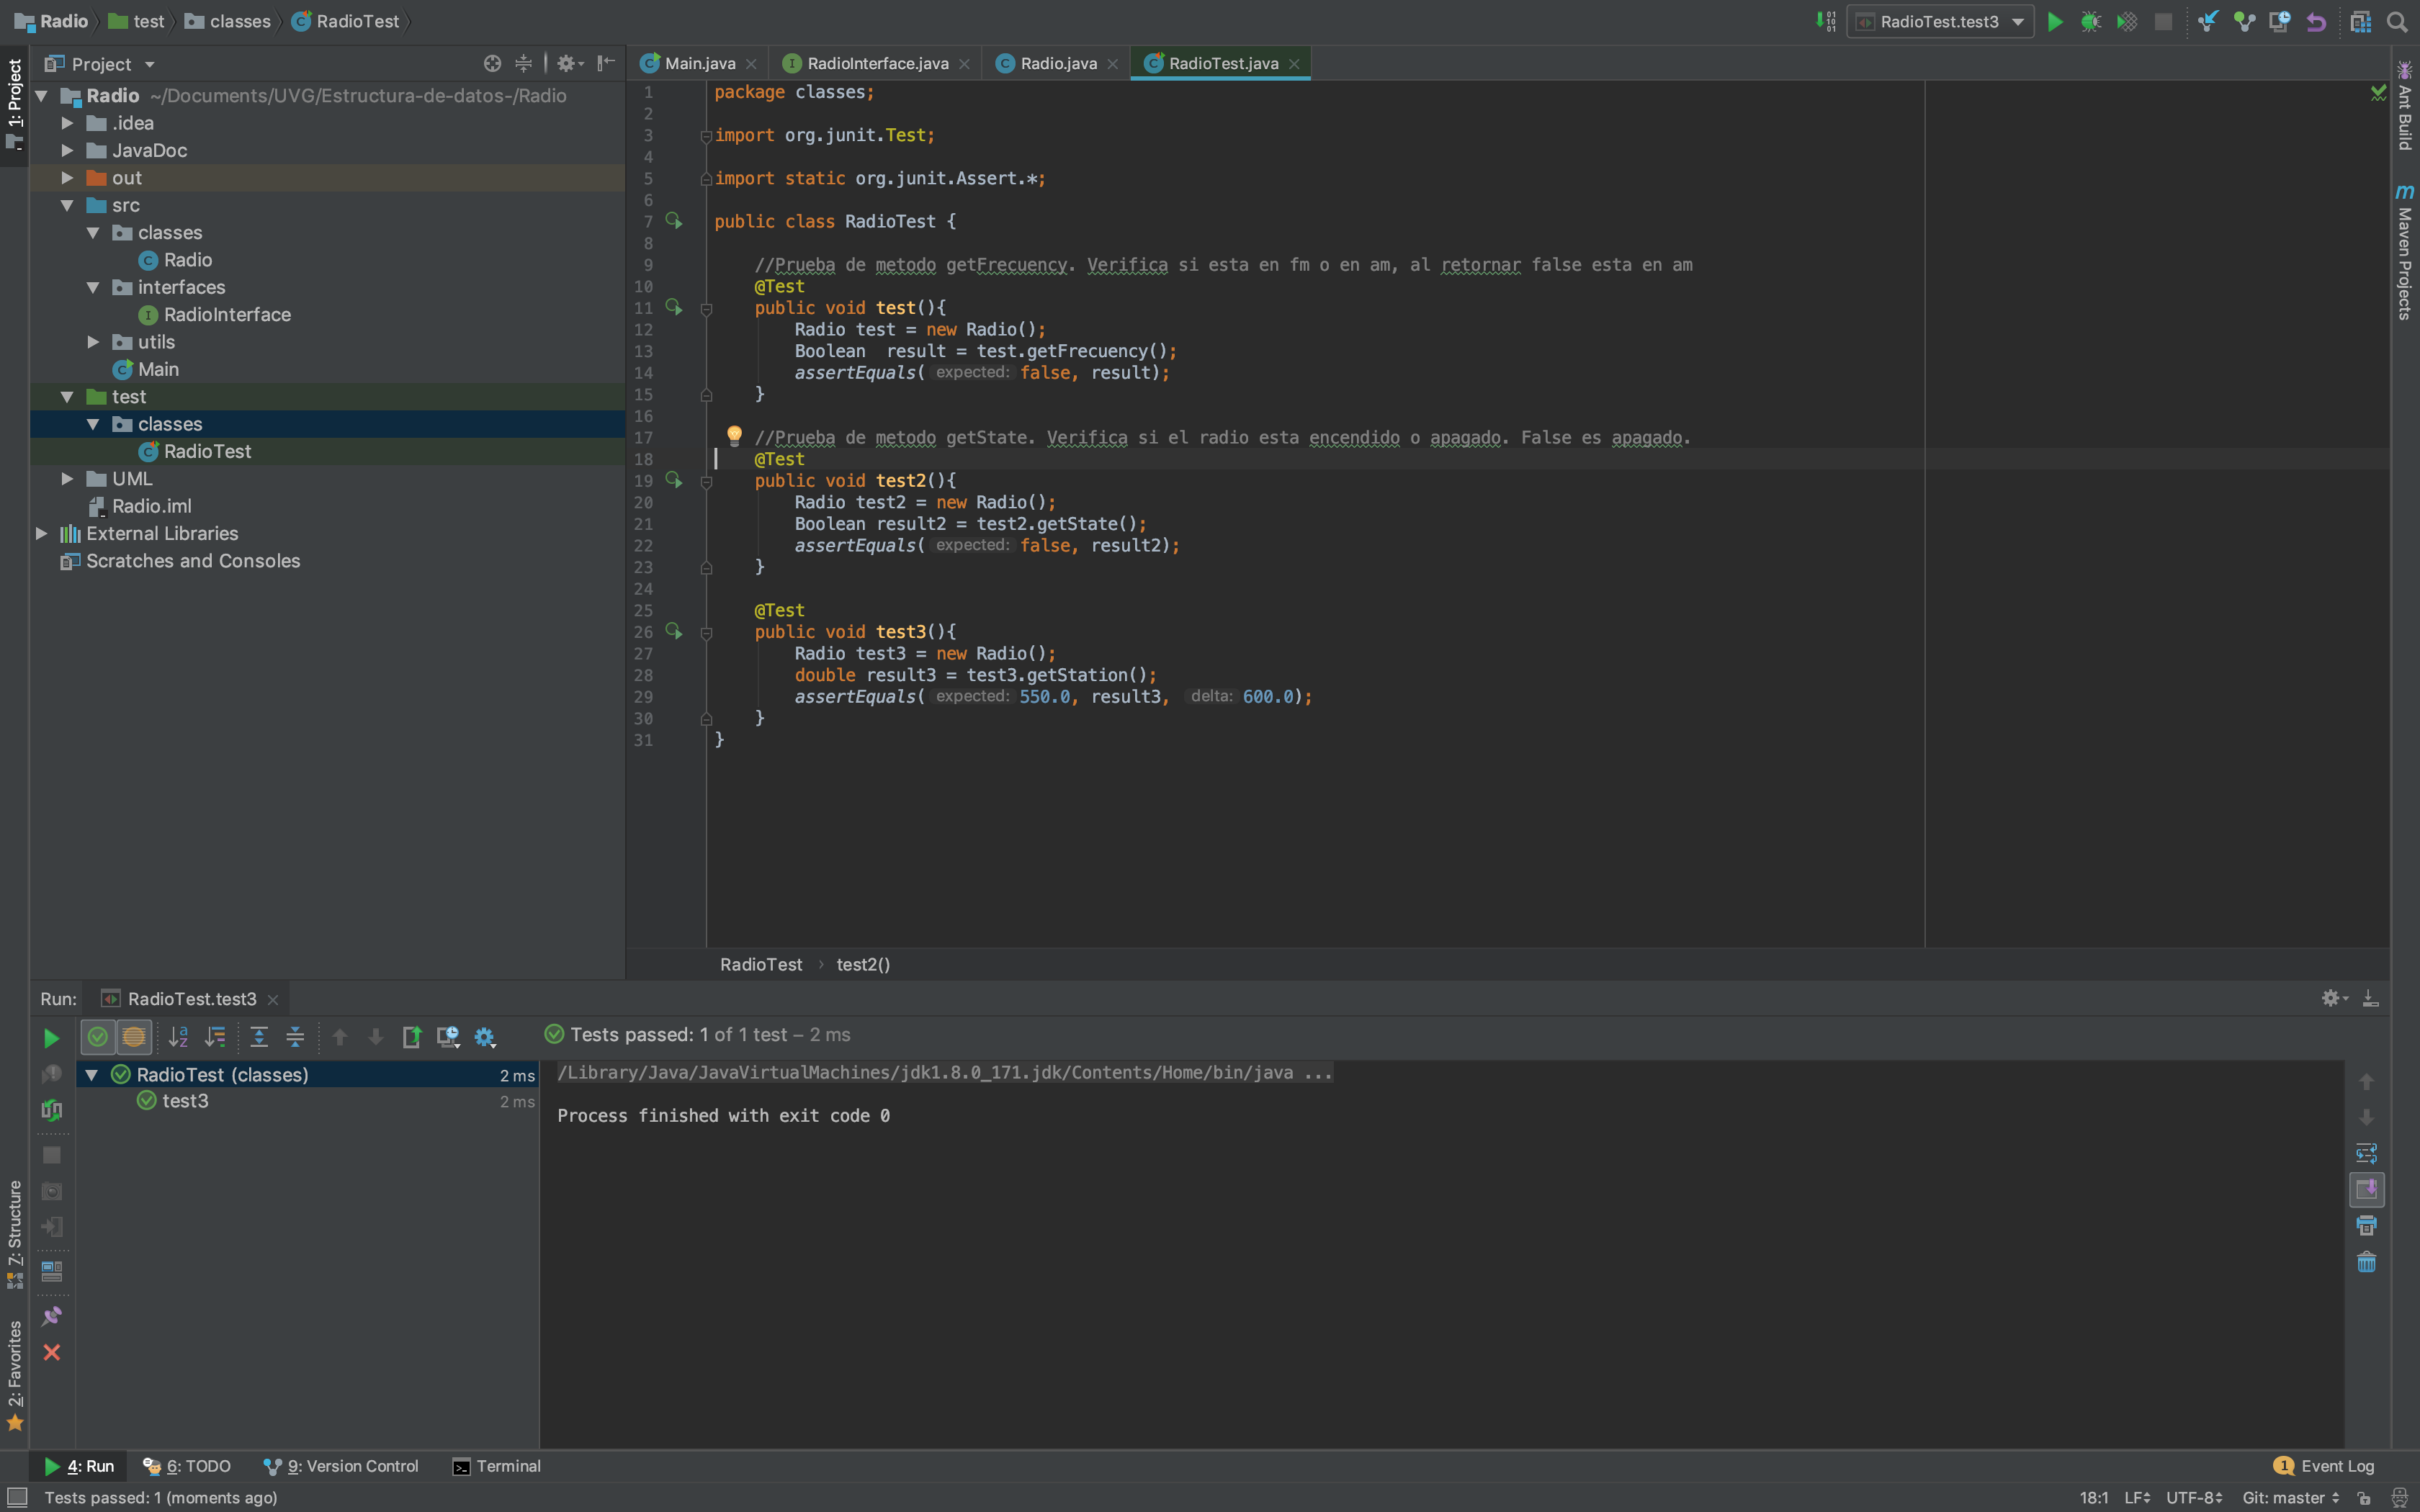 Radio test classes RadioTest
RadioTest.test3
1: Project
Project
Main.java RadioInterface.java Radio.java RadioTest.java
Radio ~/Documents/UVG/Estructura-de-datos-/Radio
.idea
JavaDoc
out
src
classes
Radio
interfaces
RadioInterface
utils
Main
test
classes
RadioTest
UML
Radio.iml
External Libraries
Scratches and Consoles
1 package classes;
2
3 import org.junit.Test;
4
5 import static org.junit.Assert.*;
6
7 public class RadioTest {
8
9 //Prueba de metodo getFrecuency. Verifica si esta en fm o en am, al retornar false esta en am
10 @Test
11 public void test(){
12 Radio test = new Radio();
13 Boolean  result = test.getFrecuency();
14 assertEquals( expected: false, result);
15 }
16
17 //Prueba de metodo getState. Verifica si el radio esta encendido o apagado. False es apagado.
18 @Test
19 public void test2(){
20 Radio test2 = new Radio();
21 Boolean result2 = test2.getState();
22 assertEquals( expected: false, result2);
23 }
24
25 @Test
26 public void test3(){
27 Radio test3 = new Radio();
28 double result3 = test3.getStation();
29 assertEquals( expected: 550.0, result3, delta: 600.0);
30 }
31 }
RadioTest test2()
Ant Build
Maven Projects
Run: RadioTest.test3
Tests passed: 1 of 1 test – 2 ms
RadioTest (classes) 2 ms
test3 2 ms
/Library/Java/JavaVirtualMachines/jdk1.8.0_171.jdk/Contents/Home/bin/java ...
Process finished with exit code 0
7: Structure
2: Favorites
4: Run 6: TODO 9: Version Control Terminal
1 Event Log
Tests passed: 1 (moments ago)
18:1 LF UTF-8 Git: master